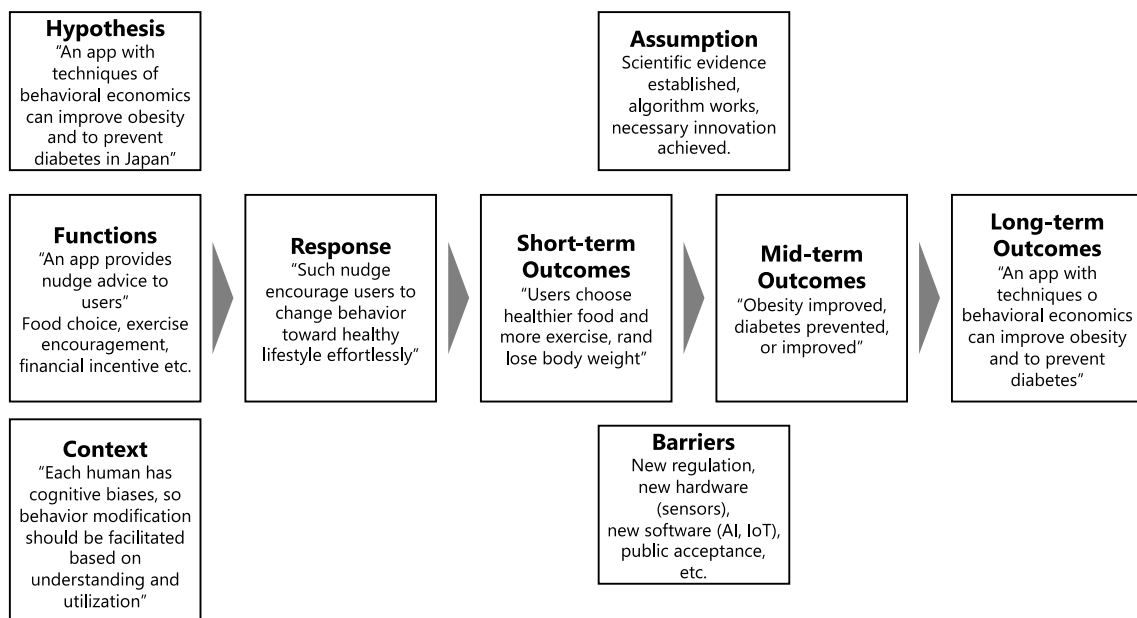 Hypothesis
“An app with
techniques of
behavioral economics
can improve obesity
and to prevent
diabetes in Japan”
Assumption
Scientific evidence
established,
algorithm works,
necessary innovation
achieved.
Functions
“An app provides
nudge advice to
users”
Food choice, exercise
encouragement,
financial incentive etc.
Response
“Such nudge
encourage users to
change behavior
toward healthy
lifestyle effortlessly”
Short-term
Outcomes
“Users choose
healthier food and
more exercise, rand
lose body weight”
Mid-term
Outcomes
“Obesity improved,
diabetes prevented,
or improved”
Long-term
Outcomes
“An app with
techniques o
behavioral economics
can improve obesity
and to prevent
diabetes”
Context
“Each human has
cognitive biases, so
behavior modification
should be facilitated
based on
understanding and
utilization”
Barriers
New regulation,
new hardware
(sensors),
new software (AI, IoT),
public acceptance,
etc.